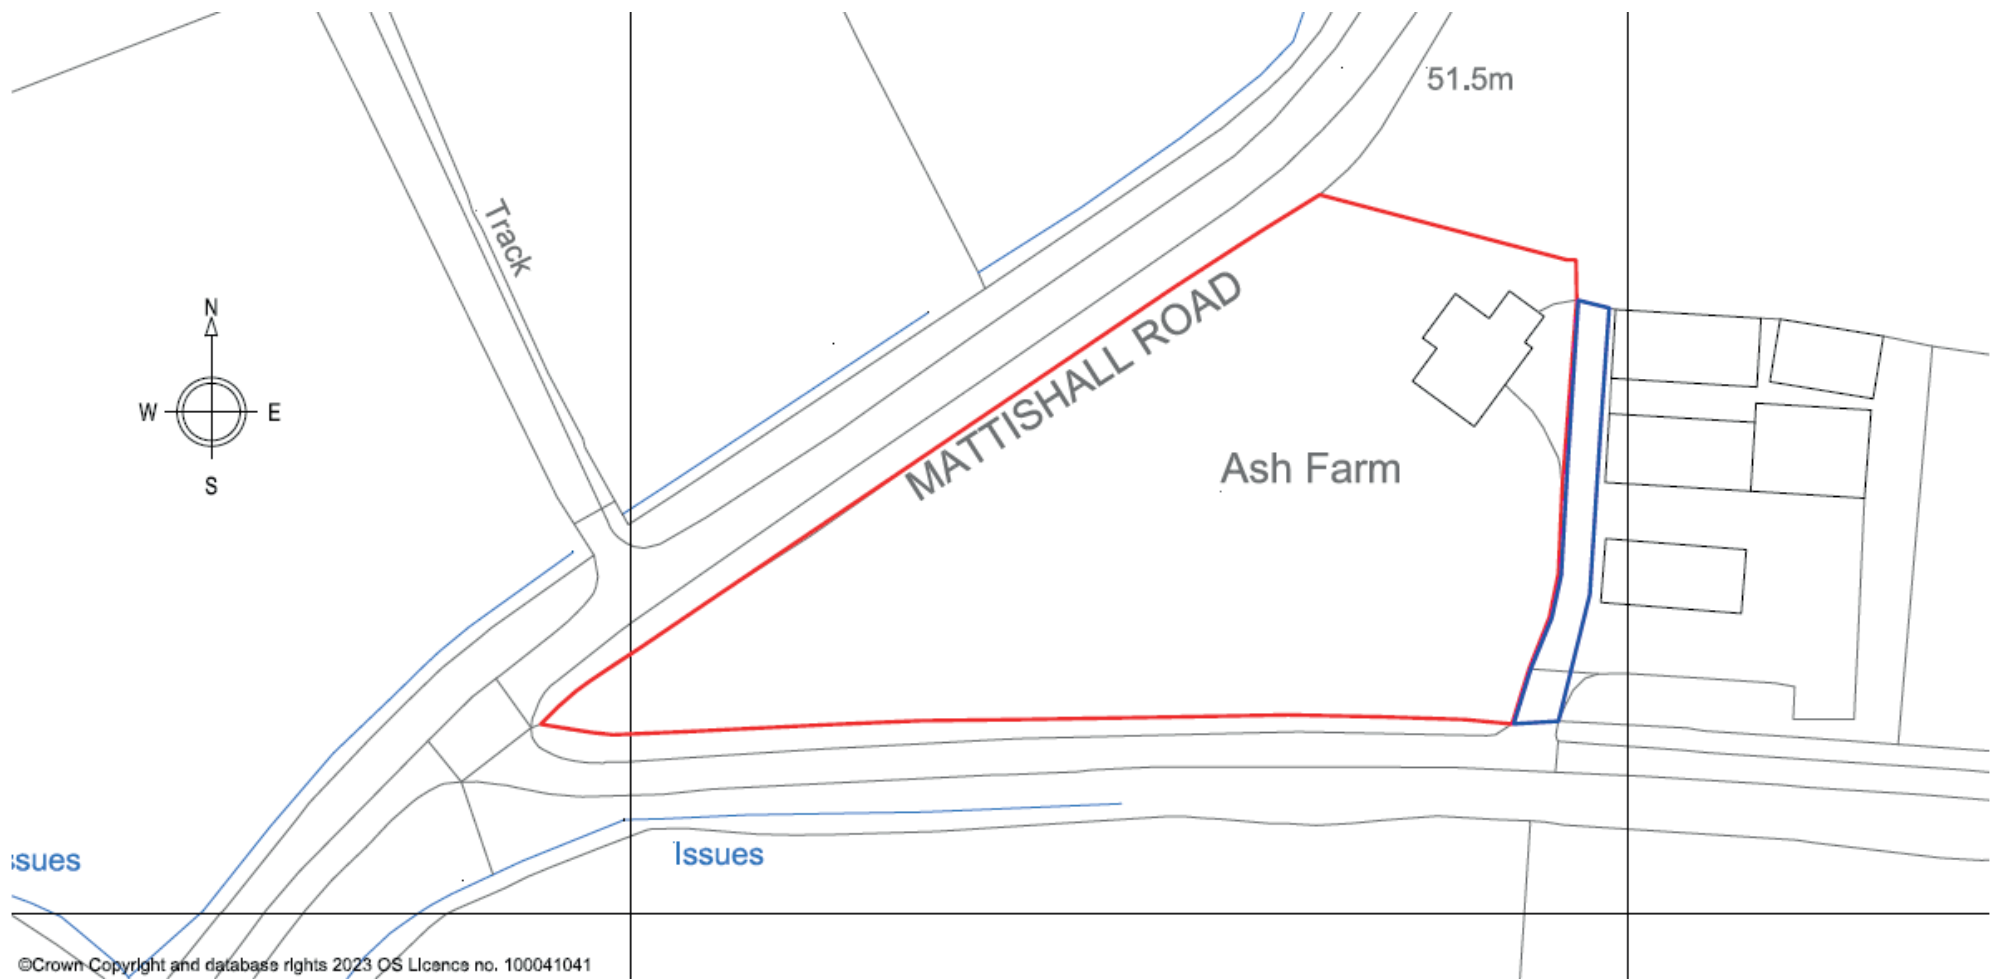 51.5m
Track
N
W E
S
MATTISHALL ROAD
Ash Farm
ssues
Issues
©Crown Copyright and database rights 2023 OS Licence no. 100041041